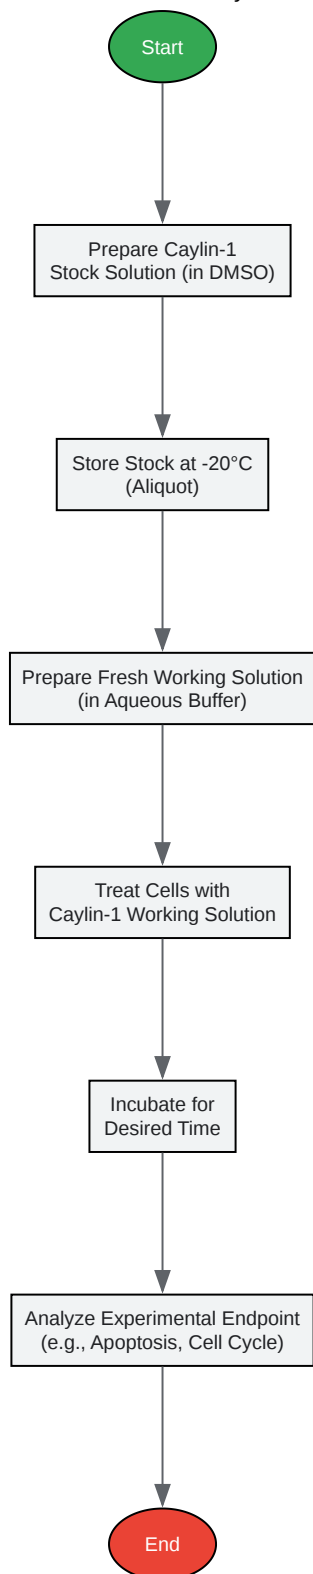 Start
Prepare Caylin-1
Stock Solution (in DMSO)
Store Stock at -20°C
(Aliquot)
Prepare Fresh Working Solution
(in Aqueous Buffer)
Treat Cells with
Caylin-1 Working Solution
Incubate for
Desired Time
Analyze Experimental Endpoint
(e.g., Apoptosis, Cell Cycle)
End